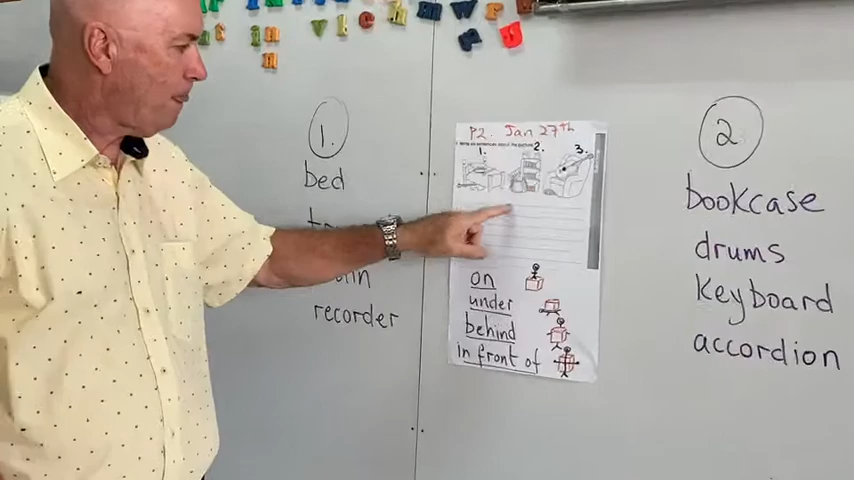 1.
Bed
recorder
P2. Jan 27th
1. 2. 3.
on
under
behind
in front of
2
bookcase
drums
Keyboard
accordion